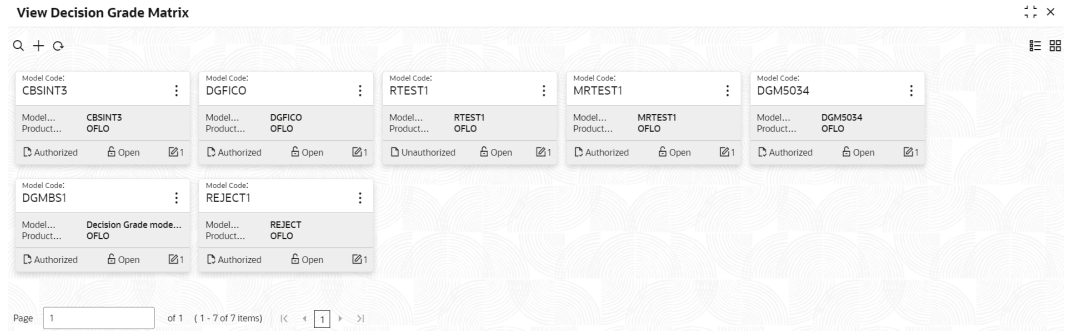 View Decision Grade Matrix
Model Code:
CBSINT3
Model... CBSINT3
Product... OFLO
Authorized Open 1
Model Code:
DGFICO
Model... DGFICO
Product... OFLO
Authorized Open 1
Model Code:
RTEST1
Model... RTEST1
Product... OFLO
Unauthorized Open 1
Model Code:
MRTEST1
Model... MRTEST1
Product... OFLO
Authorized Open 1
Model Code:
DGM5034
Model... DGM5034
Product... OFLO
Authorized Open 1
Model Code:
DGMBS1
Model... Decision Grade mode...
Product... OFLO
Authorized Open 1
Model Code:
REJECT1
Model... REJECT
Product... OFLO
Authorized Open 1
Page 1 of 1 (1 - 7 of 7 items) 1